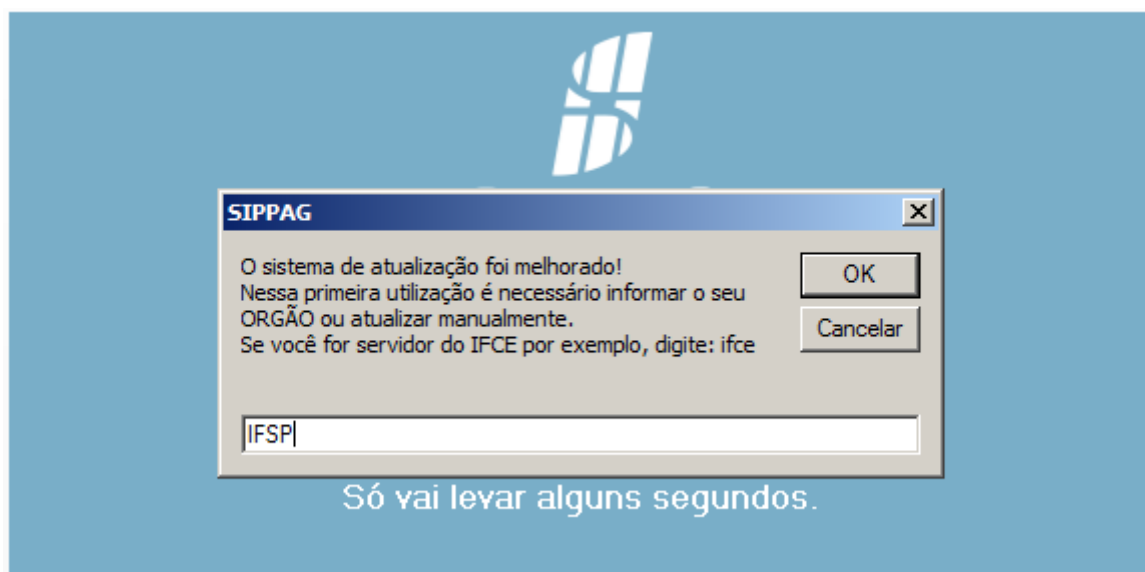 SIPPAG
O sistema de atualização foi melhorado!
Nessa primeira utilização é necessário informar o seu
ORGÃO ou atualizar manualmente.
Se você for servidor do IFCE por exemplo, digite: ifce
OK
Cancelar
IFSP
Só vai levar alguns segundos.